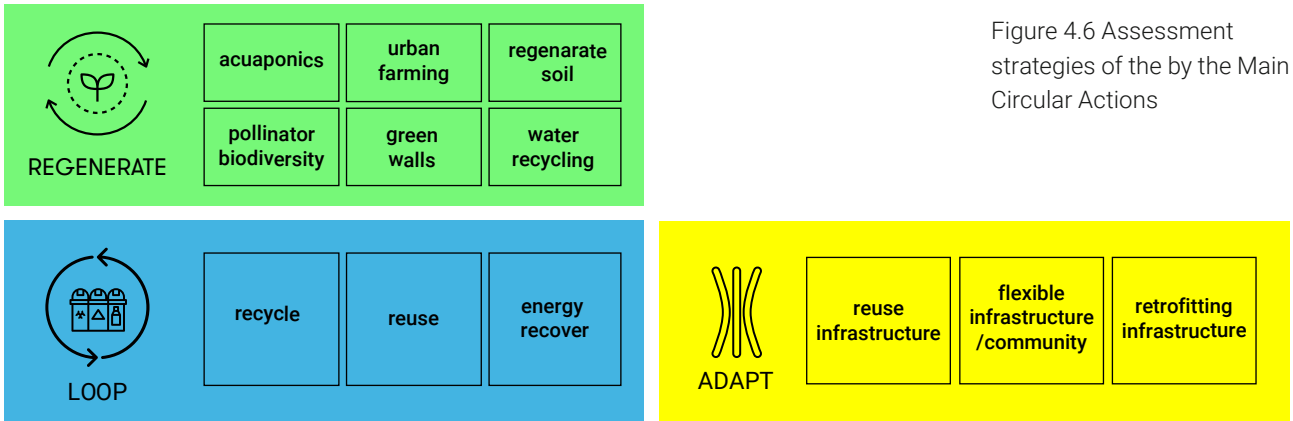 acuaponics
urban
farming
regenarate
soil
pollinator
biodiversity
green
walls
water
recycling
REGENERATE
Figure 4.6 Assessment
strategies of the by the Main
Circular Actions
recycle
reuse
energy
recover
LOOP
reuse
infrastructure
flexible
infrastructure
/community
retrofitting
infrastructure
ADAPT